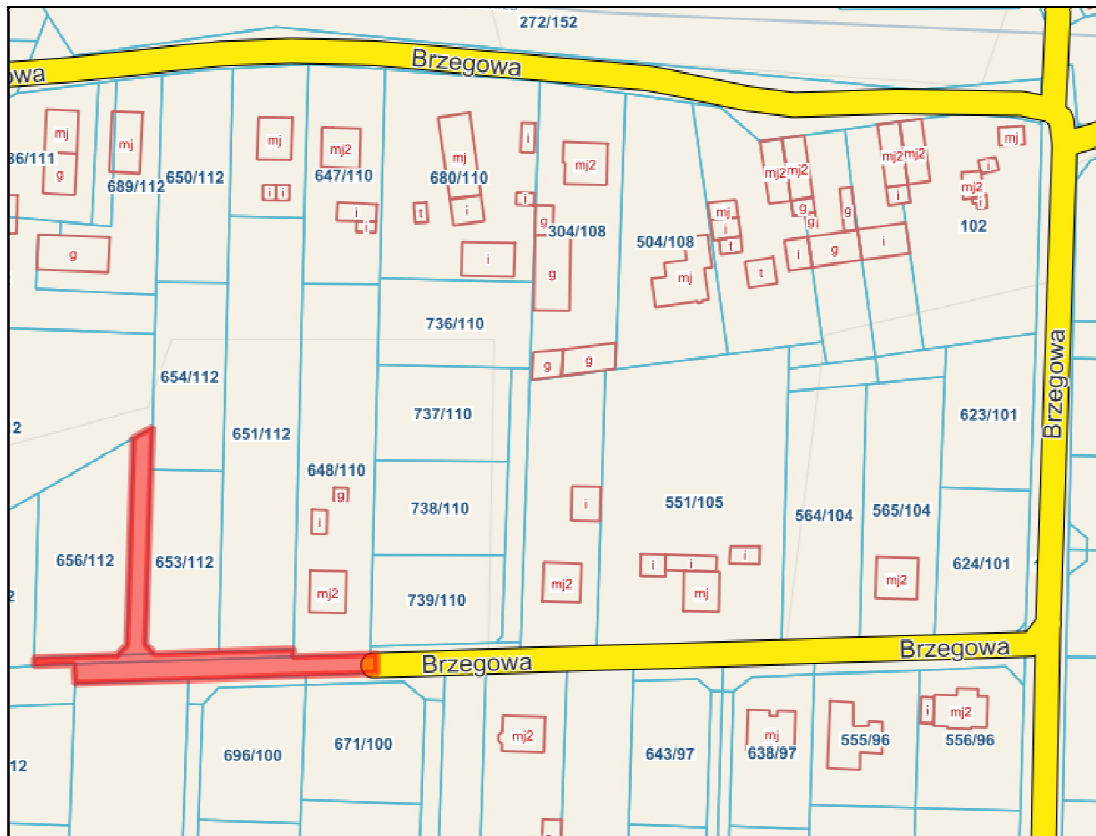 272/152
Brzegowa
owa
mj
g
36/111
mj
689/112
650/112
mj
i
i
mj2
647/110
i
i
mj
680/110
i
t
i
i
i
g
g
mj2
304/108
504/108
mj
mj
i
t
t
mj2
mj2
g
g
i
g
i
g
i
mj2
mj2
i
mj
i
mj2
i
102
g
736/110
g
g
654/112
737/110
623/101
2
651/112
Brzegowa
648/110
g
i
738/110
i
551/105
564/104
565/104
656/112
653/112
i
i
i
624/101
mj2
739/110
mj2
mj
mj2
2
Brzegowa
Brzegowa
696/100
671/100
mj2
643/97
mj
638/97
555/96
i
mj2
556/96
12